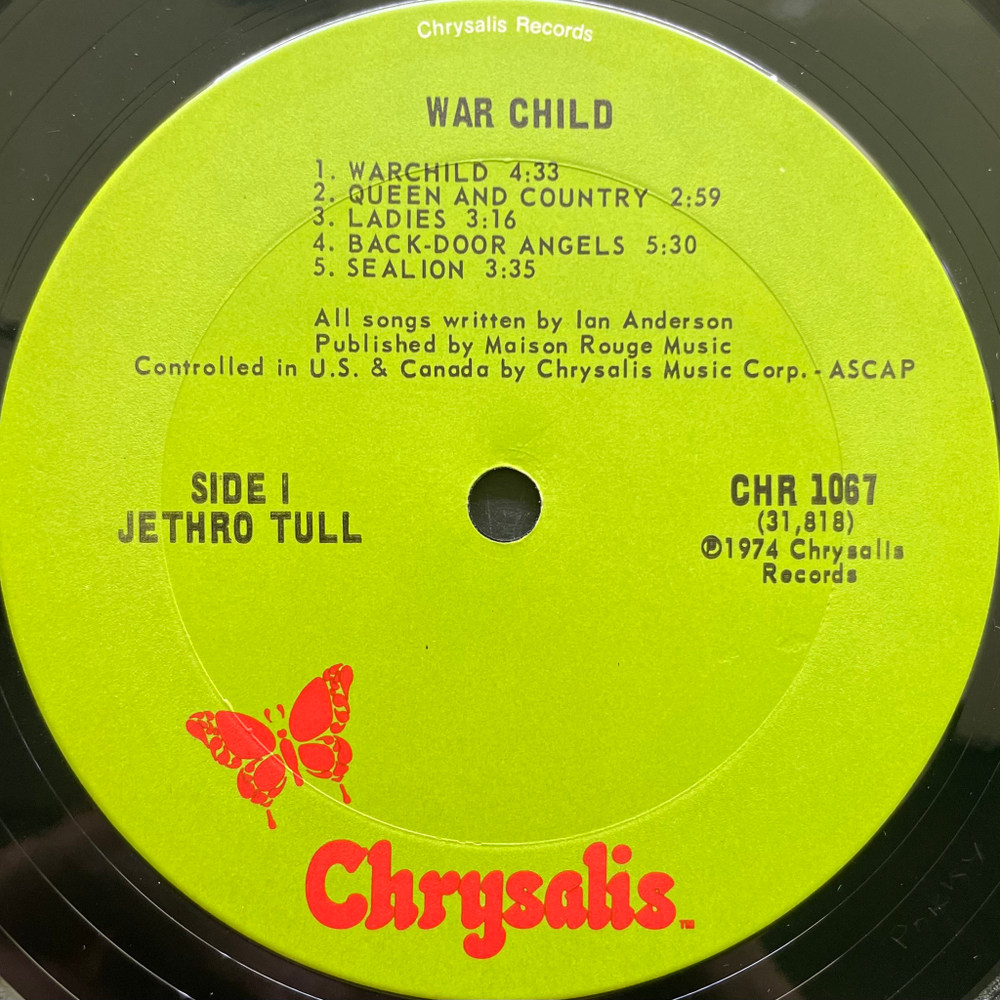 Chrysalis Records
WAR CHILD
1. WARCHILD 4:33
2. QUEEN AND COUNTRY 2:59
3. LADIES 3:16
4. BACK-DOOR ANGELS 5:30
5. SEALION 3:35
All songs written by Ian Anderson
Published by Maison Rouge Music
Controlled in U.S. & Canada by Chrysalis Music Corp. - ASCAP
SIDE I
JETHRO TULL
CHR 1067
(31,818)
℗1974 Chrysalis
Records
Chrysalis™
Porky